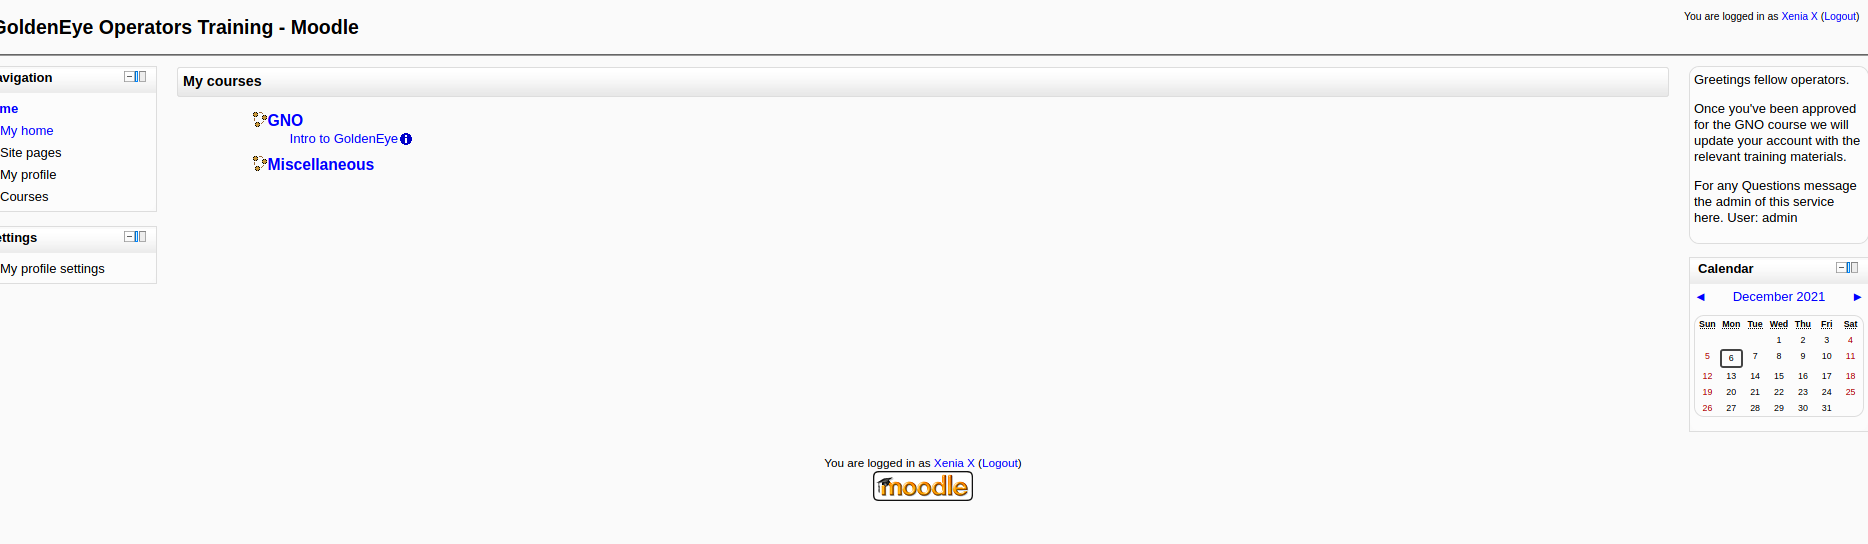 GoldenEye Operators Training - Moodle
You are logged in as Xenia X (Logout)
avigation
me
My home
Site pages
My profile
Courses
ettings
My profile settings
My courses
GNO
Intro to GoldenEye
Miscellaneous
Greetings fellow operators.
Once you've been approved
for the GNO course we will
update your account with the
relevant training materials.
For any Questions message
the admin of this service
here. User: admin
Calendar
◄ December 2021 ►
Sun Mon Tue Wed Thu Fri Sat
1 2 3 4
5 6 7 8 9 10 11
12 13 14 15 16 17 18
19 20 21 22 23 24 25
26 27 28 29 30 31
You are logged in as Xenia X (Logout)
moodle